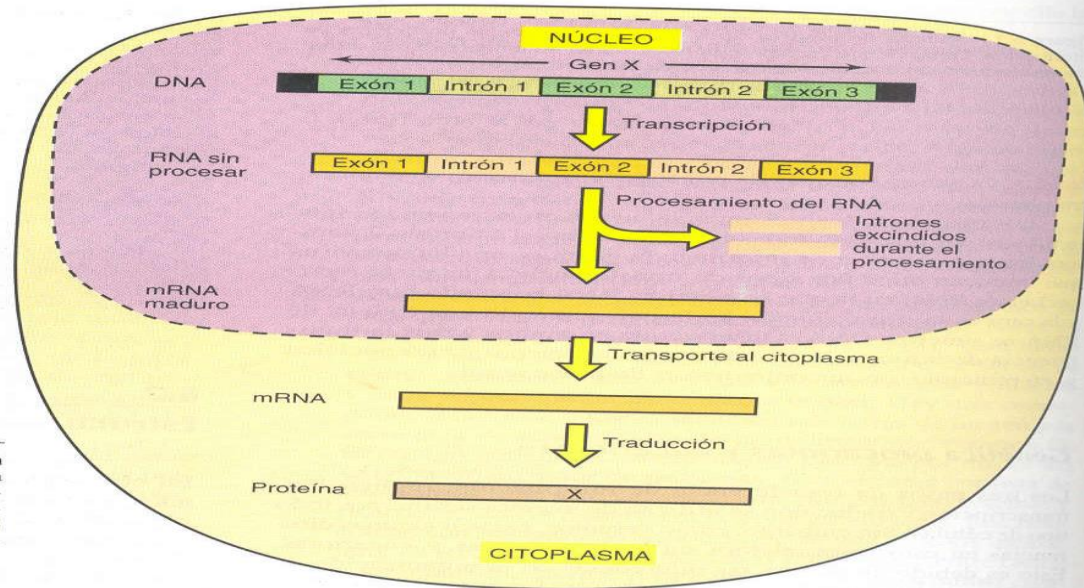 NÚCLEO
Gen X
DNA
Exón 1 Intrón 1 Exón 2 Intrón 2 Exón 3
Transcripción
RNA sin
procesar
Exón 1 Intrón 1 Exón 2 Intrón 2 Exón 3
Procesamiento del RNA
Intrones
excindidos
durante el
procesamiento
mRNA
maduro
Transporte al citoplasma
mRNA
Traducción
Proteína
X
CITOPLASMA